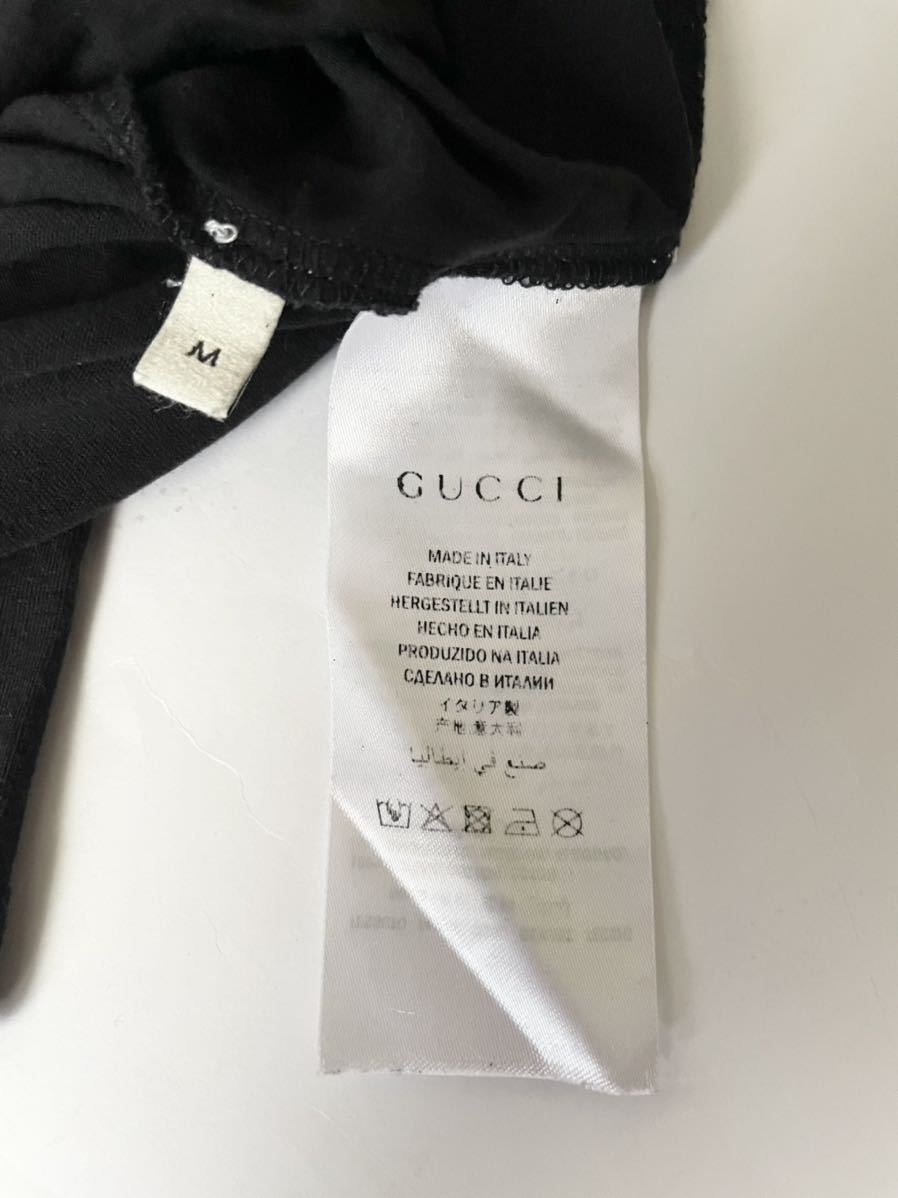 M
GUCCI
MADE IN ITALY
FABRIQUE EN ITALIE
HERGESTELLT IN ITALIEN
HECHO EN ITALIA
PRODUZIDO NA ITALIA
СДЕЛАНО В ИТАЛИИ
イタリア製
产地:意大利
صنع في ايطاليا